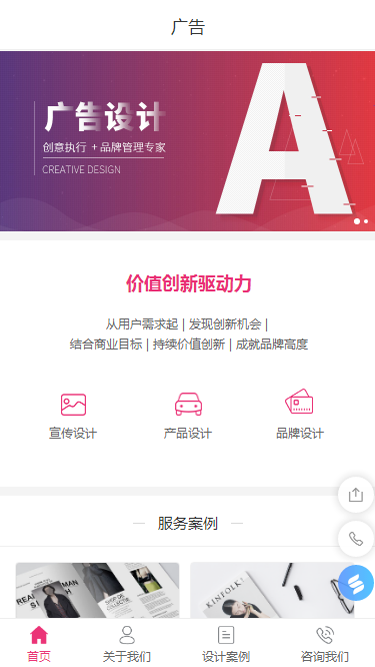 广告
广告设计
创意执行 + 品牌管理专家
CREATIVE DESIGN
A
价值创新驱动力
从用户需求起 | 发现创新机会 |
结合商业目标 | 持续价值创新 | 成就品牌高度
宣传设计
产品设计
品牌设计
服务案例
KINFOLK
首页
关于我们
设计案例
咨询我们